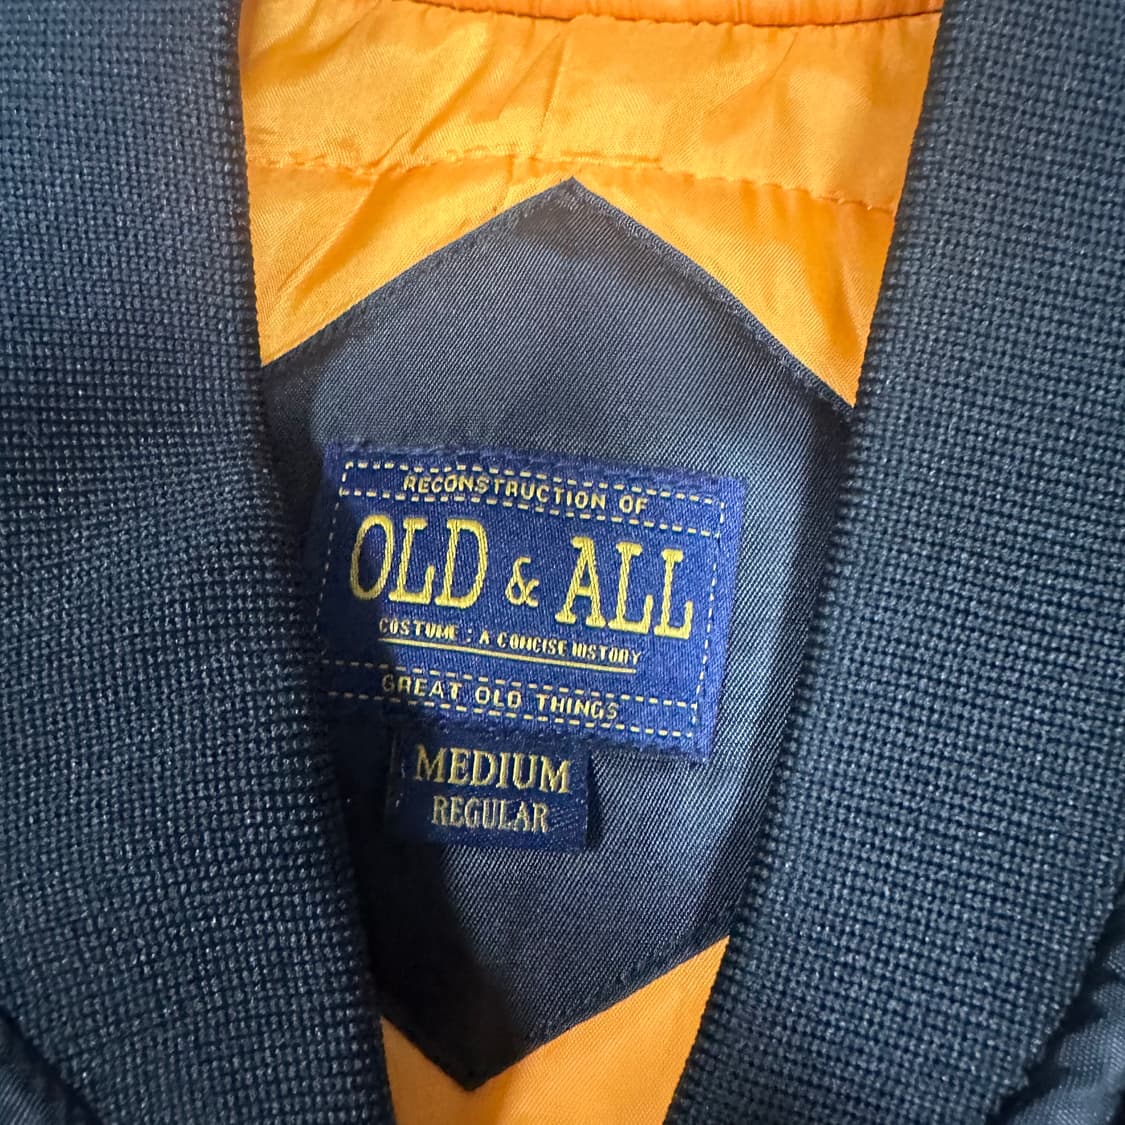 RECONSTRUCTION OF
OLD & ALL
COSTUME : A CONCISE HISTORY
GREAT OLD THINGS
MEDIUM
REGULAR